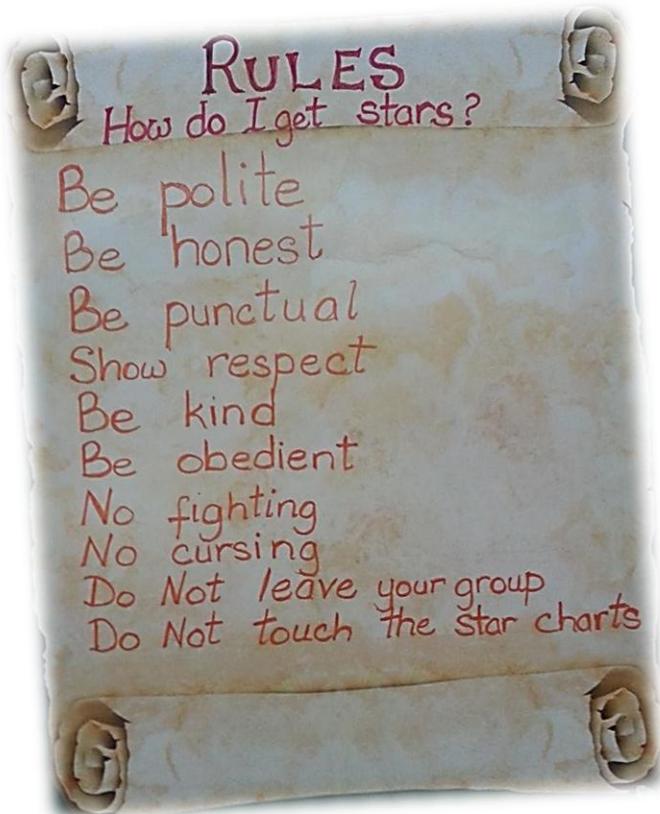 RULES
How do I get stars?
Be polite
Be honest
Be punctual
Show respect
Be kind
Be obedient
No fighting
No cursing
Do Not leave your group
Do Not touch the star charts